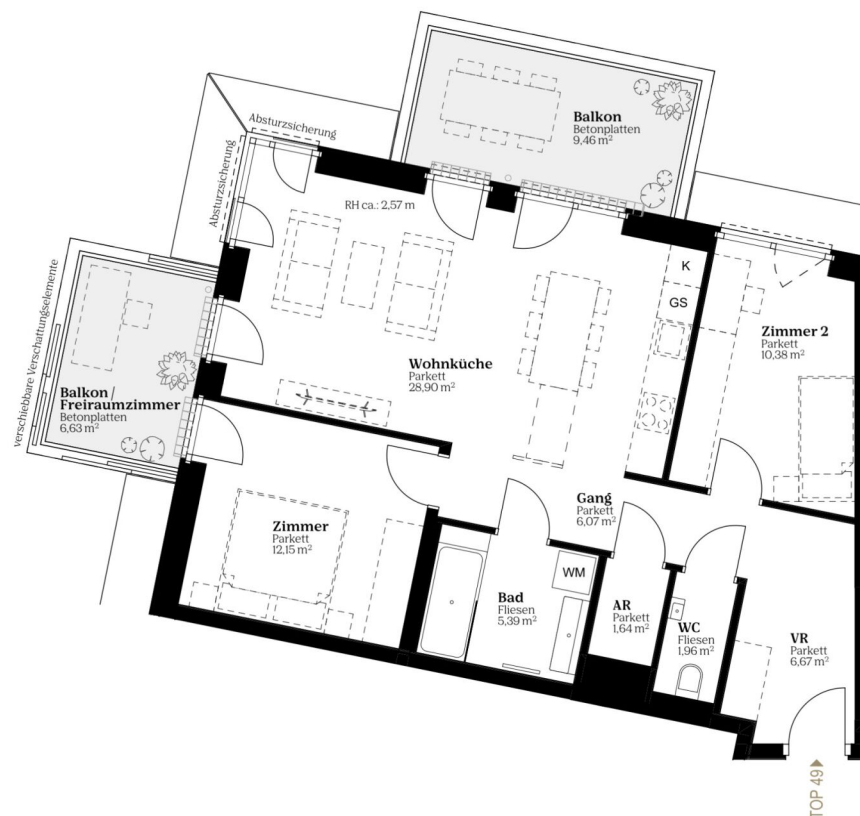 Balkon
Betonplatten
9,46 m²
Absturzsicherung
Absturzsicherung
RH ca.: 2,57 m
K
GS
Zimmer 2
Parkett
10,38 m²
Wohnküche
Parkett
28,90 m²
verschiebbare Verschattungselemente
Balkon/
Freiraumzimmer
Betonplatten
6,63 m²
Gang
Parkett
6,07 m²
Zimmer
Parkett
12,15 m²
WM
Bad
Fliesen
5,39 m²
AR
Parkett
1,64 m²
WC
Fliesen
1,96 m²
VR
Parkett
6,67 m²
TOP 49